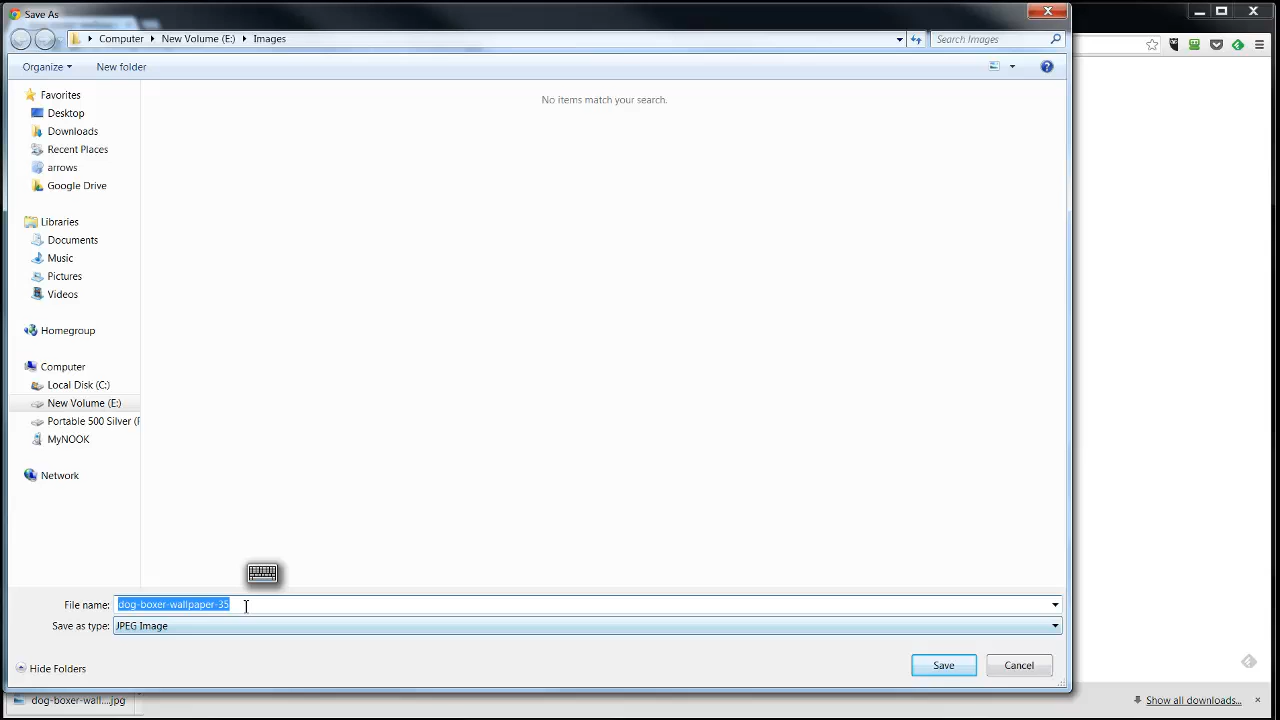 Save As
Computer New Volume (E:) Images
Search Images
Organize
New folder
No items match your search.
Favorites
Desktop
Downloads
Recent Places
arrows
Google Drive
Libraries
Documents
Music
Pictures
Videos
Homegroup
Computer
Local Disk (C:)
New Volume (E:)
Portable 500 Silver (F
MyNOOK
Network
File name: dog-boxer-wallpaper-35
Save as type: JPEG Image
Hide Folders
Save
Cancel
dog-boxer-wall....jpg
Show all downloads...